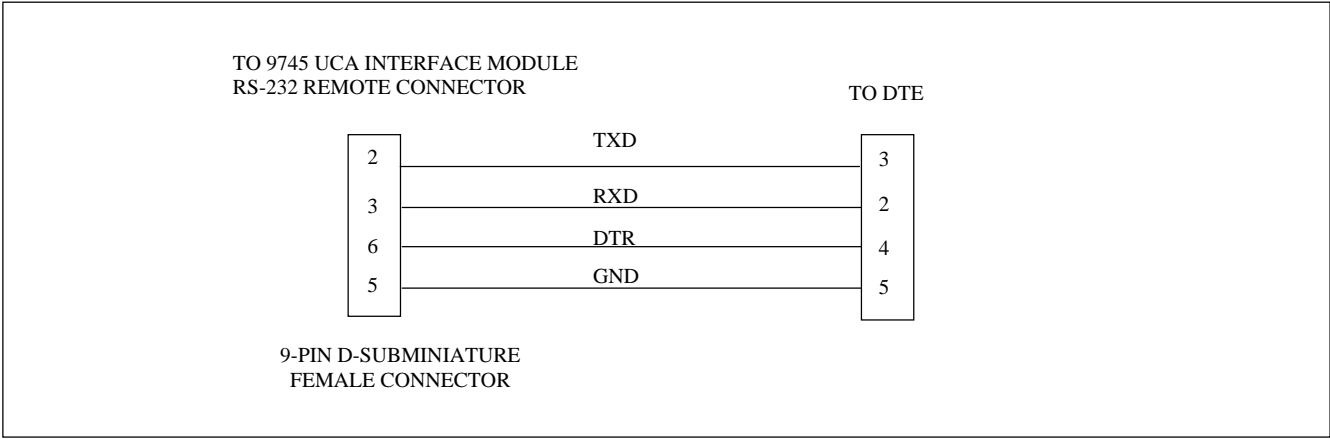 TO 9745 UCA INTERFACE MODULE
RS-232 REMOTE CONNECTOR
TO DTE
2 TXD 3
3 RXD 2
6 DTR 4
5 GND 5
9-PIN D-SUBMINIATURE
FEMALE CONNECTOR